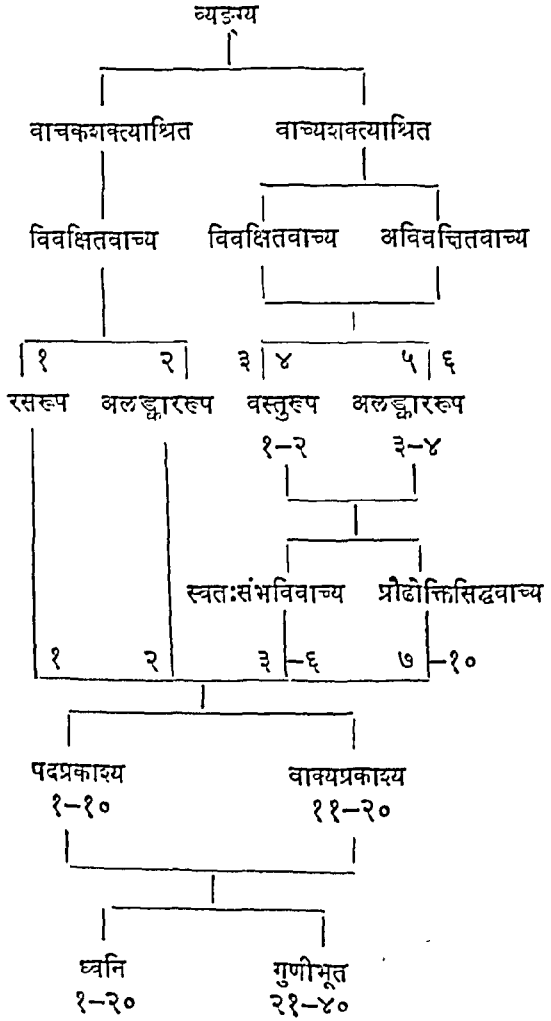 व्यङ्ग्य
वाचकशक्त्याश्रित वाच्यशक्त्याश्रित
विवक्षितवाच्य विवक्षितवाच्य अविवक्षितवाच्य
१ २ ३ ४ ५ ६
रसरूप अलङ्काररूप वस्तुरूप अलङ्काररूप
१–२ ३–४
स्वतःसंभविवाच्य प्रौढोक्तिसिद्धवाच्य
१ २ ३–६ ७–१०
पदप्रकाश्य वाक्यप्रकाश्य
१–१० ११–२०
ध्वनि गुणीभूत
१–२० २१–४०